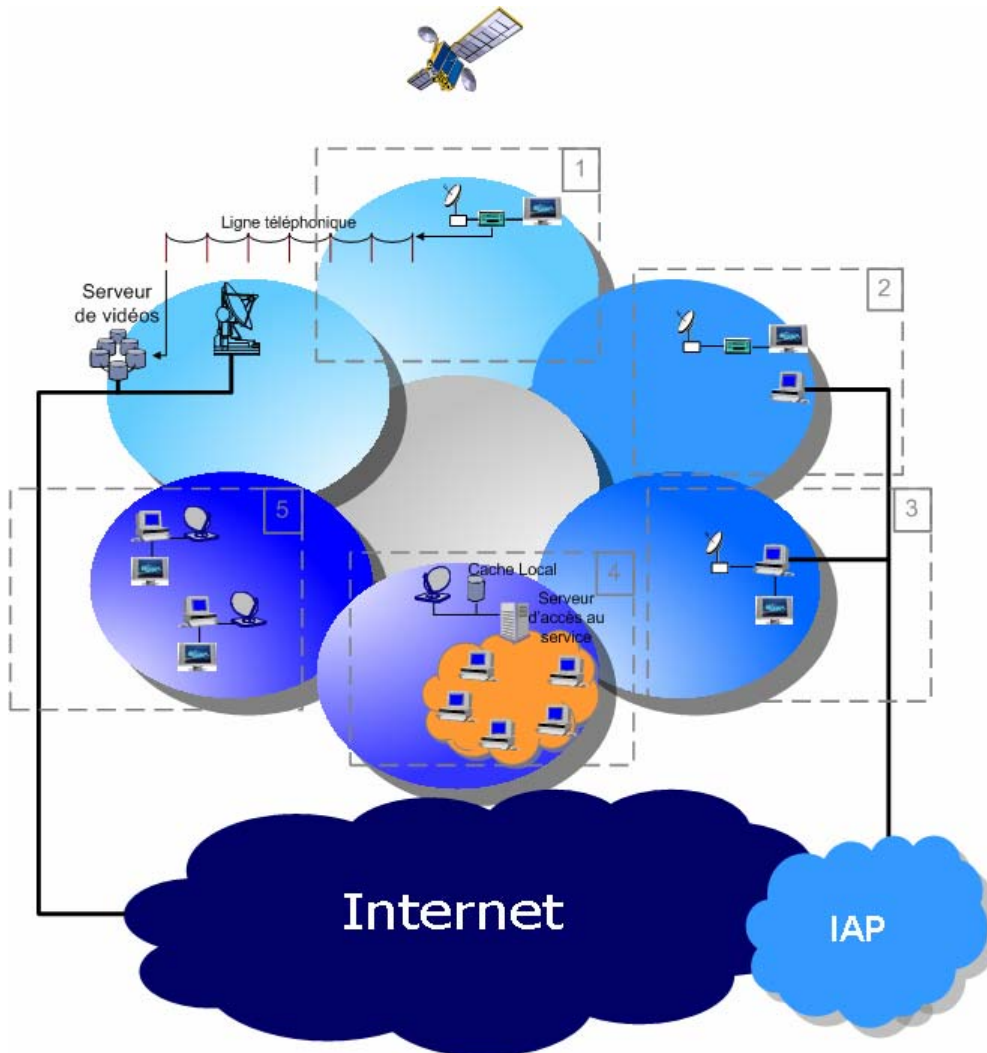 1
Ligne téléphonique
2
Serveur
de vidéos
5
3
Cache Local
4
Serveur
d'accès au
service
Internet
IAP